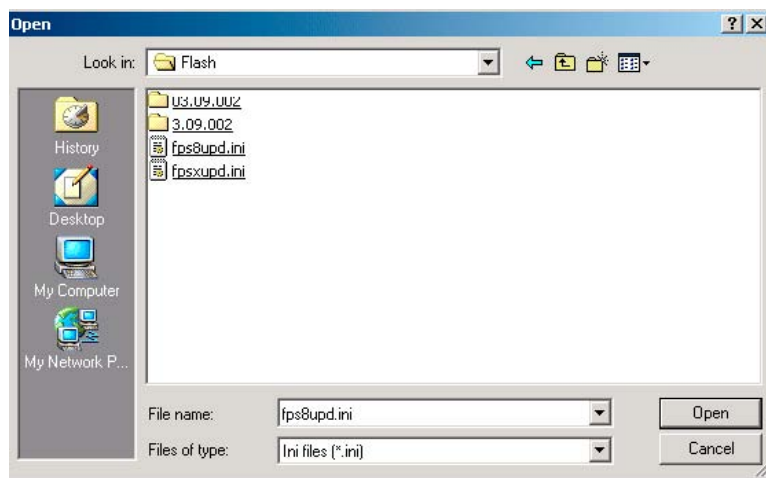 Open
Look in:
Flash
03.09.002
3.09.002
fps8upd.ini
fpsxupd.ini
History
Desktop
My Computer
My Network P...
File name:
fps8upd.ini
Open
Files of type:
Ini files (*.ini)
Cancel